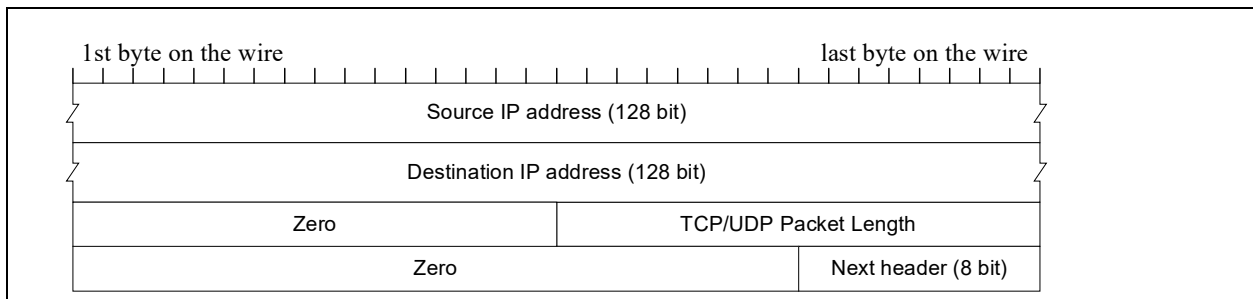 1st byte on the wire last byte on the wire
Source IP address (128 bit)
Destination IP address (128 bit)
Zero TCP/UDP Packet Length
Zero Next header (8 bit)